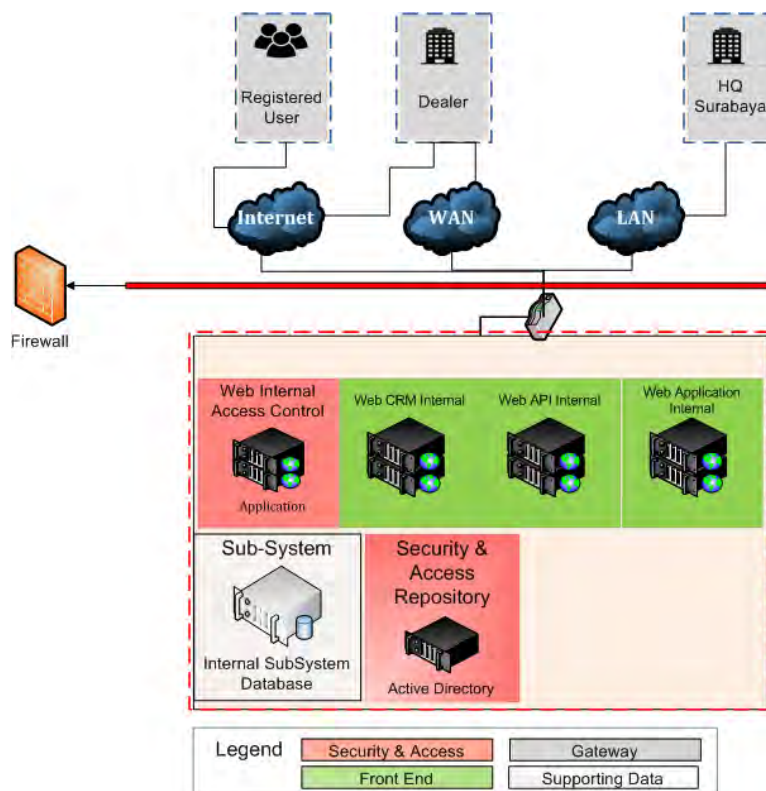 Registered
User
Dealer
HQ
Surabaya
Internet
WAN
LAN
Firewall
Web Internal
Access Control
Application
Web CRM Internal
Web API Internal
Web Application
Internal
Sub-System
Internal SubSystem
Database
Security &
Access
Repository
Active Directory
Legend
Security & Access
Gateway
Front End
Supporting Data